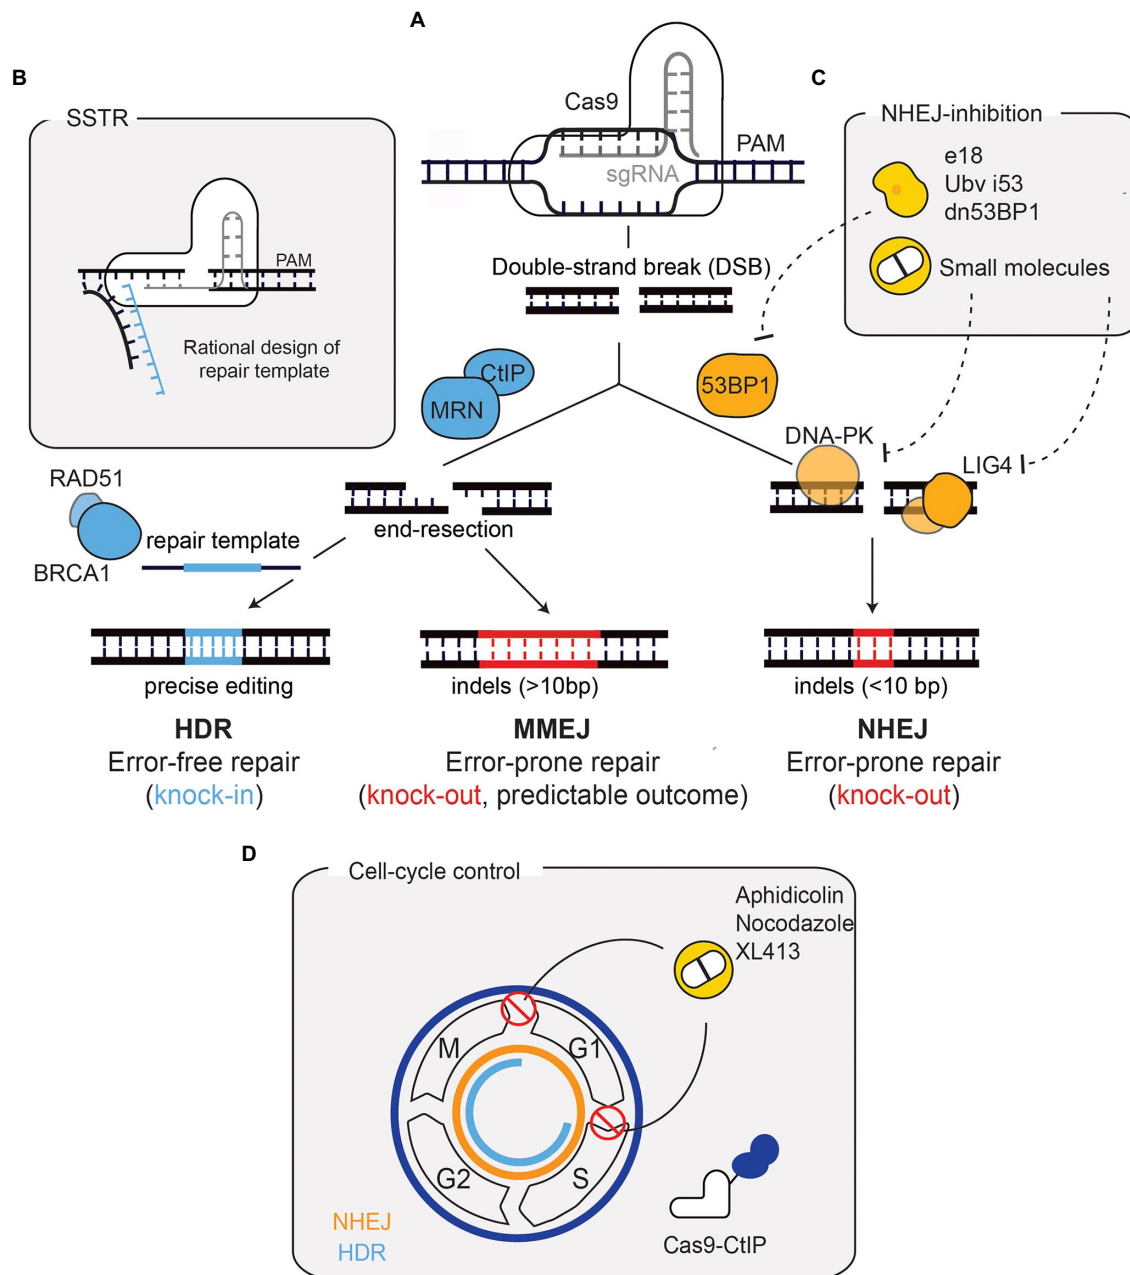 A
B
SSTR
PAM
Rational design of
repair template
Cas9
PAM
sgRNA
Double-strand break (DSB)
C
NHEJ-inhibition
e18
Ubv i53
dn53BP1
Small molecules
CtIP
MRN
53BP1
DNA-PK
LIG4
RAD51
BRCA1
repair template
end-resection
precise editing
HDR
Error-free repair
(knock-in)
indels (>10bp)
MMEJ
Error-prone repair
(knock-out, predictable outcome)
indels (<10 bp)
NHEJ
Error-prone repair
(knock-out)
D
Cell-cycle control
Aphidicolin
Nocodazole
XL413
M
G1
G2
S
NHEJ
HDR
Cas9-CtIP